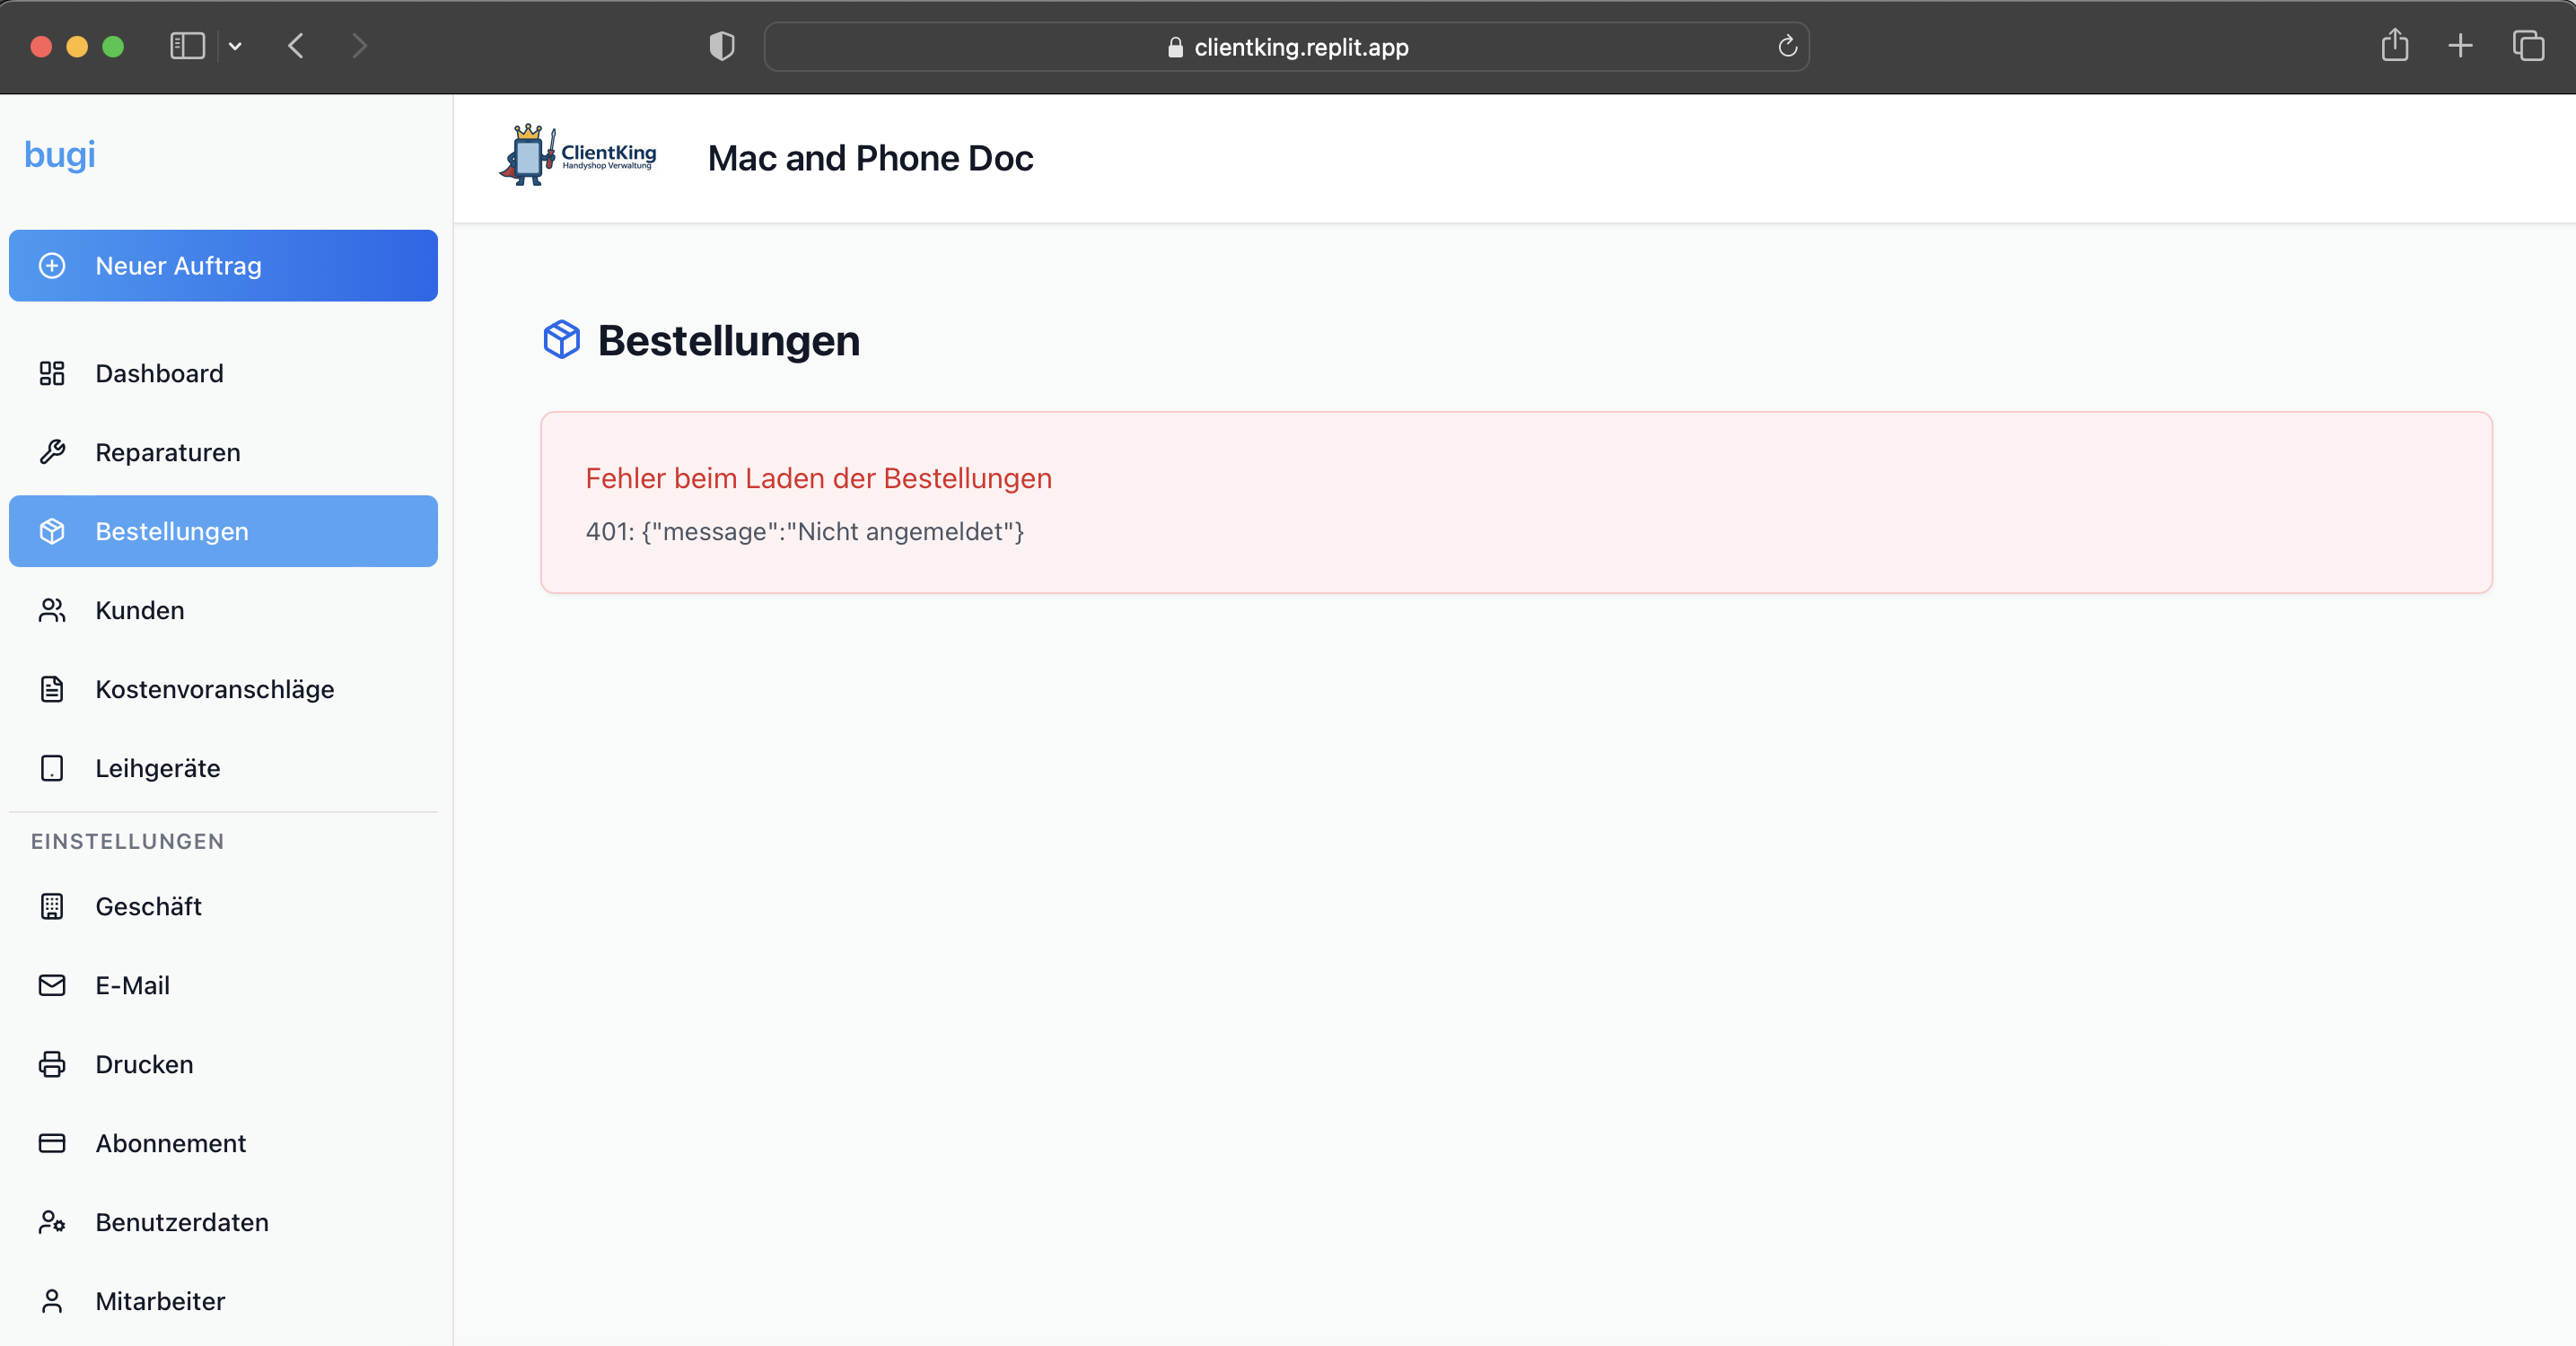 clientking.replit.app
bugi
ClientKing
Handyshop Verwaltung
Mac and Phone Doc
Neuer Auftrag
Dashboard
Reparaturen
Bestellungen
Kunden
Kostenvoranschläge
Leihgeräte
EINSTELLUNGEN
Geschäft
E-Mail
Drucken
Abonnement
Benutzerdaten
Mitarbeiter
Bestellungen
Fehler beim Laden der Bestellungen
401: {"message":"Nicht angemeldet"}